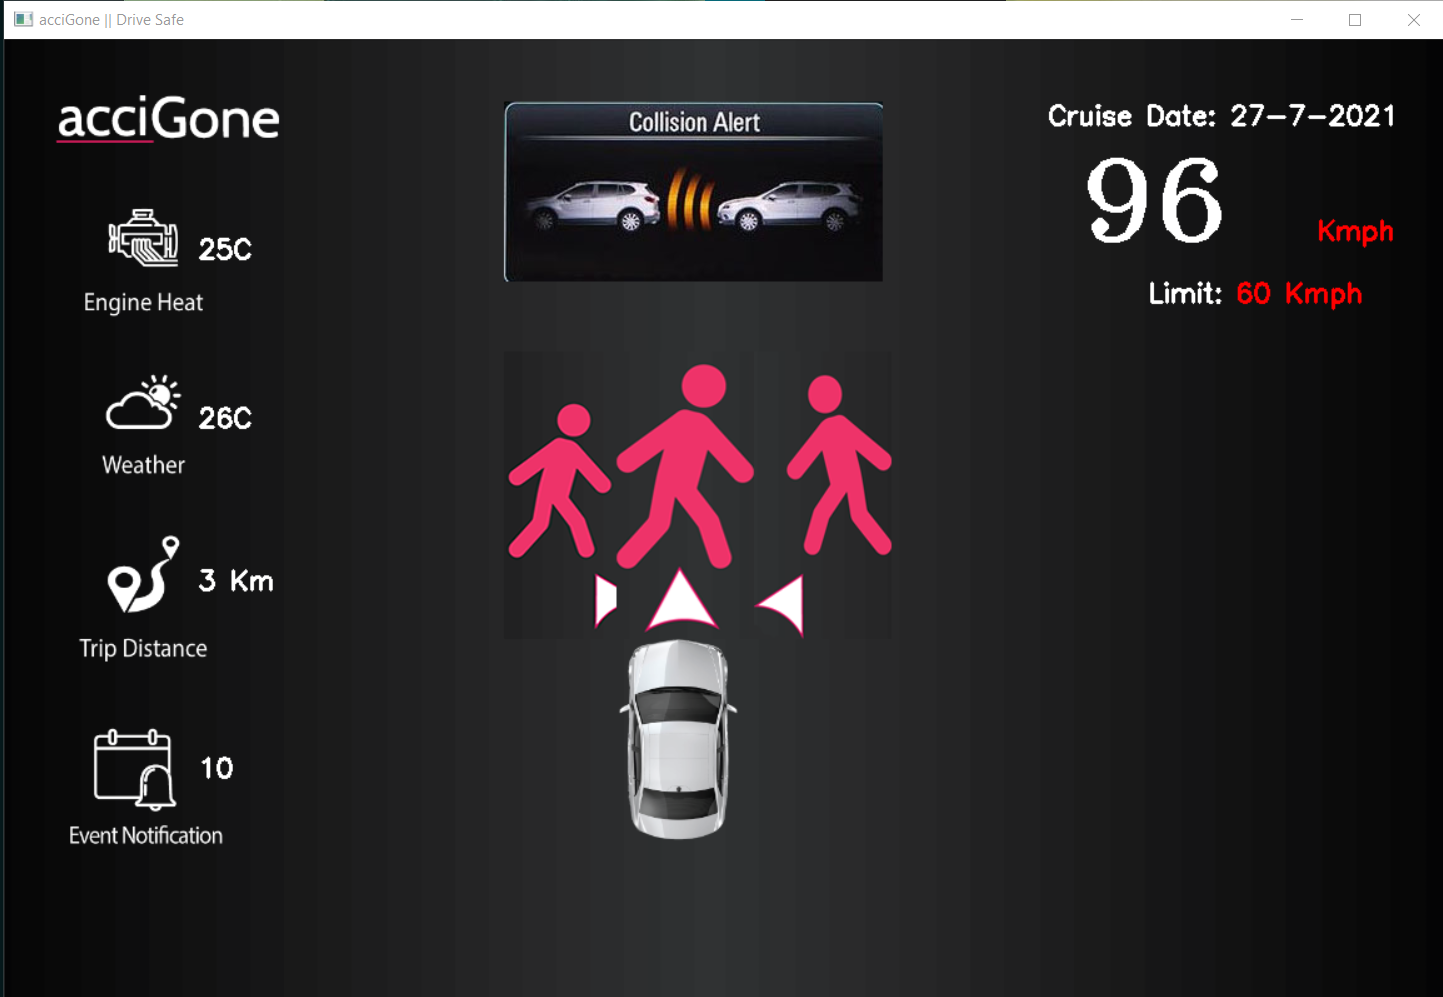 acciGone || Drive Safe
acciGone
25C
Engine Heat
26C
Weather
3 Km
Trip Distance
10
Event Notification
Collision Alert
Cruise Date: 27-7-2021
96 Kmph
Limit: 60 Kmph